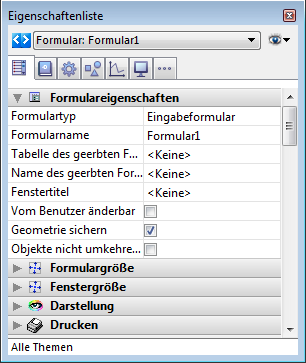 Eigenschaftenliste
Formular: Formular1
Formulareigenschaften
Formulartyp Eingabeformular
Formularname Formular1
Tabelle des geerbten F... <Keine>
Name des geerbten For... <Keine>
Fenstertitel <Keine>
Vom Benutzer änderbar
Geometrie sichern
Objekte nicht umkehre...
Formulargröße
Fenstergröße
Darstellung
Drucken
Alle Themen